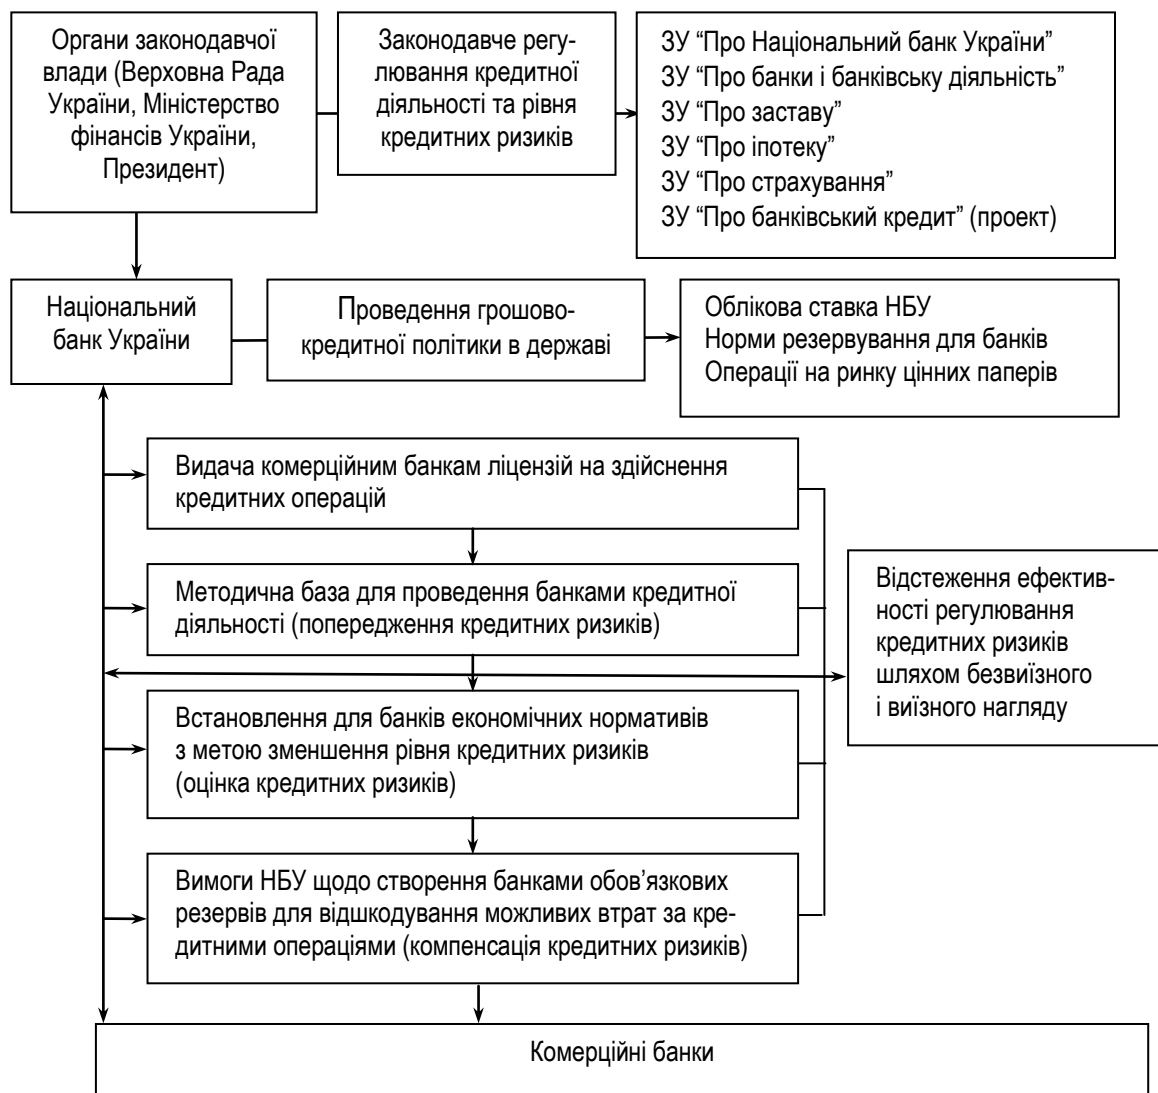 Органи законодавчої
влади (Верховна Рада
України, Міністерство
фінансів України,
Президент)
Законодавче регу-
лювання кредитної
діяльності та рівня
кредитних ризиків
ЗУ “Про Національний банк України”
ЗУ “Про банки і банківську діяльність”
ЗУ “Про заставу”
ЗУ “Про іпотеку”
ЗУ “Про страхування”
ЗУ “Про банківський кредит” (проект)
Національний
банк України
Проведення грошово-
кредитної політики в державі
Облікова ставка НБУ
Норми резервування для банків
Операції на ринку цінних паперів
Видача комерційним банкам ліцензій на здійснення
кредитних операцій
Методична база для проведення банками кредитної
діяльності (попередження кредитних ризиків)
Відстеження ефектив-
ності регулювання
кредитних ризиків
шляхом безвиїзного
і виїзного нагляду
Встановлення для банків економічних нормативів
з метою зменшення рівня кредитних ризиків
(оцінка кредитних ризиків)
Вимоги НБУ щодо створення банками обов’язкових
резервів для відшкодування можливих втрат за кре-
дитними операціями (компенсація кредитних ризиків)
Комерційні банки